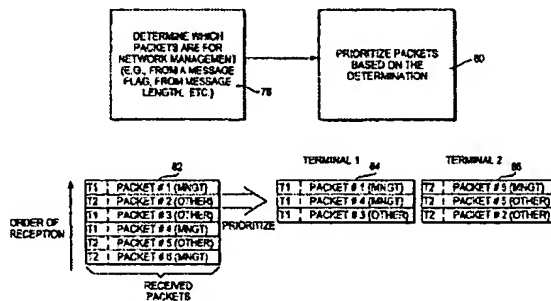 DETERMINE WHICH
PACKETS ARE FOR
NETWORK MANAGEMENT
(E.G., FROM A MESSAGE
FLAG, FROM MESSAGE
LENGTH, ETC.)
78
PRIORITIZE PACKETS
BASED ON THE
DETERMINATION
80
ORDER OF
RECEPTION
82
T1 PACKET # 1 (MNGT)
T2 PACKET # 2 (OTHER)
T1 PACKET # 3 (OTHER)
T1 PACKET # 4 (MNGT)
T2 PACKET # 5 (OTHER)
T2 PACKET # 6 (MNGT)
RECEIVED
PACKETS
PRIORITIZE
TERMINAL 1
84
T1 PACKET # 1 (MNGT)
T1 PACKET # 4 (MNGT)
T1 PACKET # 3 (OTHER)
TERMINAL 2
86
T2 PACKET # 5 (MNGT)
T2 PACKET # 5 (OTHER)
T2 PACKET # 2 (OTHER)